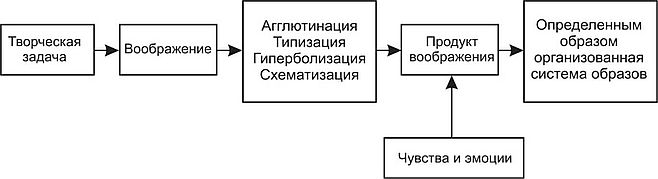 Творческая
задача
Воображение
Агглютинация
Типизация
Гиперболизация
Схематизация
Продукт
воображения
Определенным
образом
организованная
система образов
Чувства и эмоции